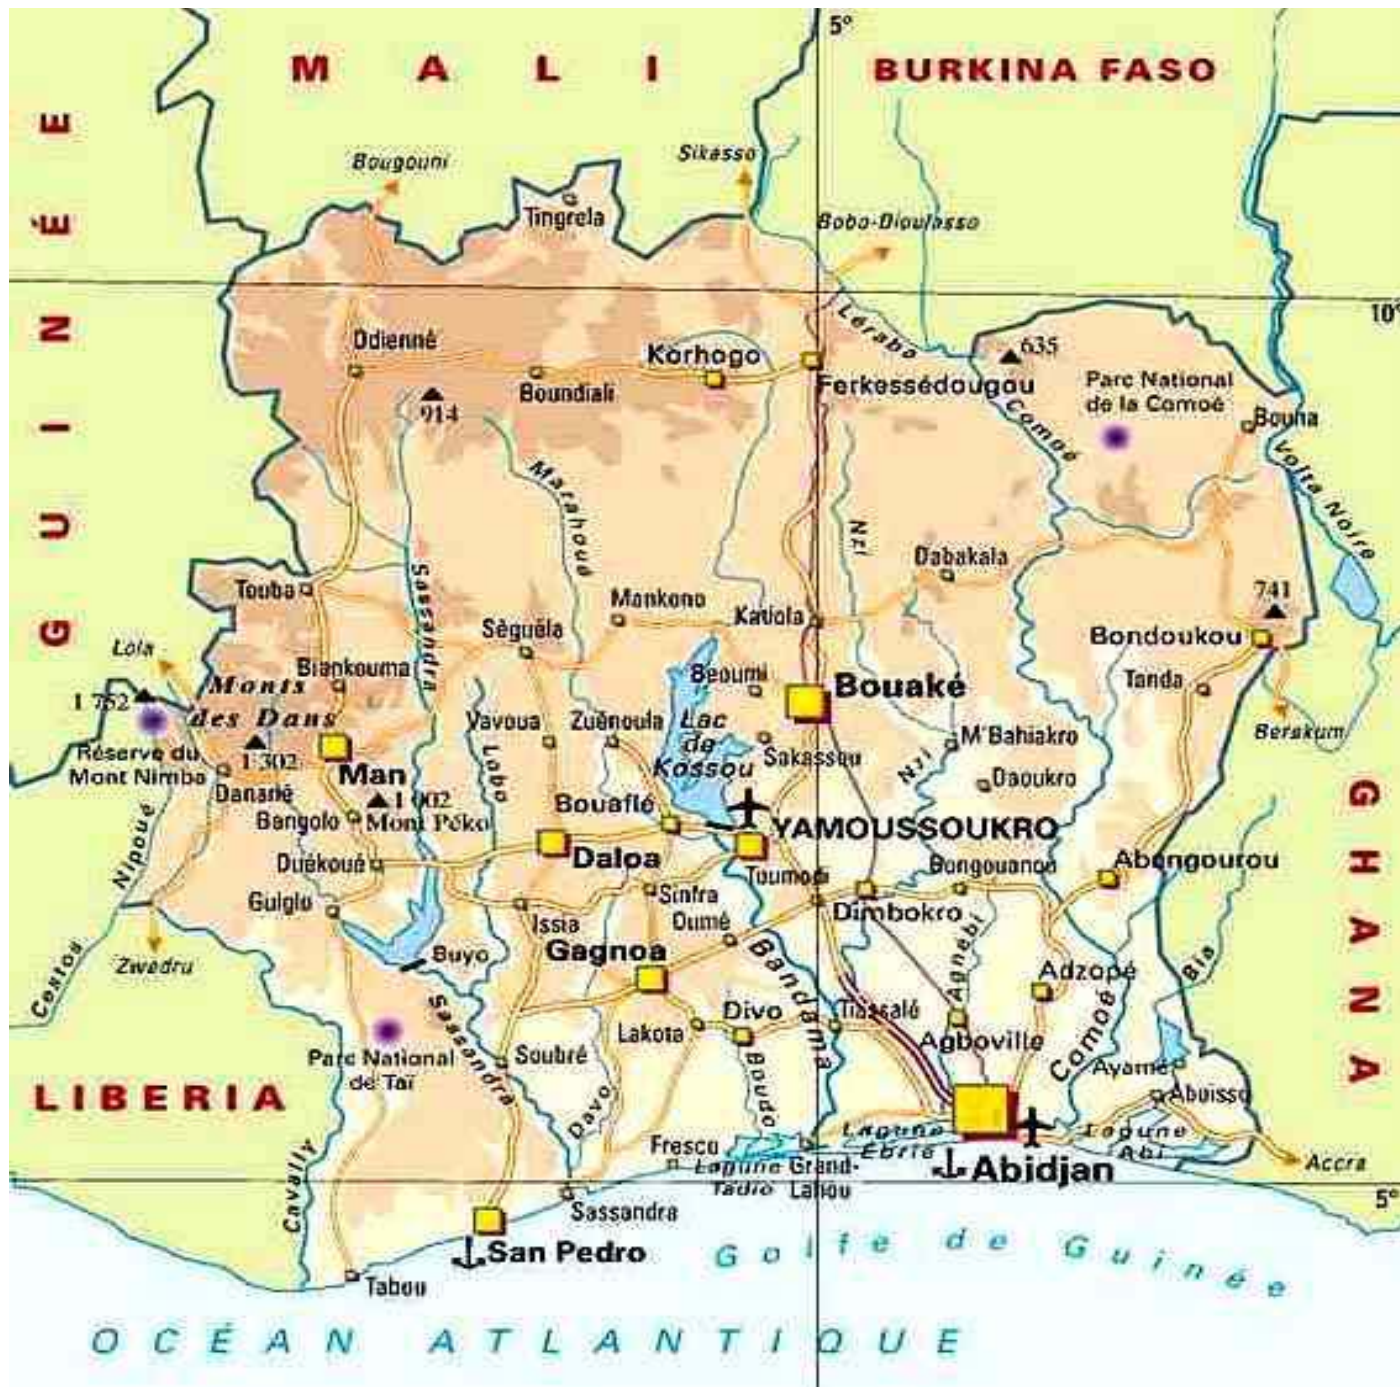 5°
MALI
BURKINA FASO
GUINÉE
Bougouni
Sikasso
Tingrela
Bobo-Dioulasso
10°
Léraba
635
Odienné
Korhogo
Boundiali
Ferkessédougou
Parc National
de la Comoé
914
Comoé
Bouna
Marahoué
Volta Noire
Nzi
Sassandra
Dabakala
Touba
741
Mankono
Katiola
Séguéla
Bondoukou
Lola
Biankouma
Beoumi
Tanda
1 752
Monts
des Dans
Bouaké
Vavoua
Zuénoula
Lac
de
Kossou
Berekum
Réserve du
Mont Nimba
1 302
Man
Lobo
Sakassou
M'Bahiakro
Nzi
Daoukro
Danané
1 002
Mont Péko
Bangolo
Bouaflé
YAMOUSSOUKRO
GHANA
Nipoué
Duékoué
Daloa
Toumodi
Bongouanou
Abengourou
Guiglo
Sinfra
Issia
Oumé
Dimbokro
Agnébi
Zwedru
Buyo
Gagnoa
Bandama
Bia
Cestos
Adzopé
Sassandra
Divo
Tiassalé
Lakota
Agboville
Comoé
Parc National
de Taï
Soubré
Ayamé
LIBERIA
Boudo
Aboisso
Davo
Cavally
Fresco
Lagune
Tadio
Grand-
Lahou
Lagune
Ébrié
Lagune
Abi
Abidjan
Accra
5°
Sassandra
San Pedro
Golfe de Guinée
Tabou
OCÉAN ATLANTIQUE